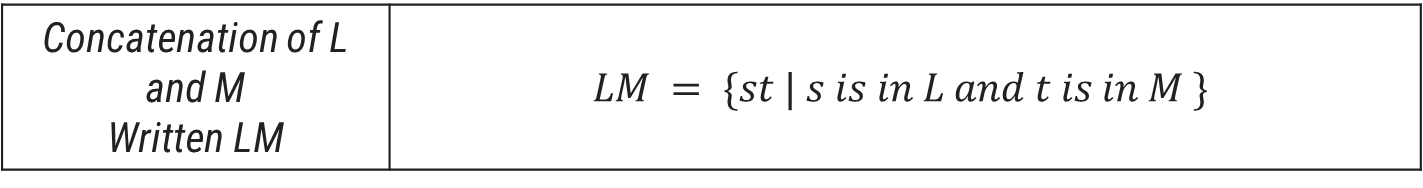 Concatenation of L
and M
Written LM
LM = {st | s is in L and t is in M }